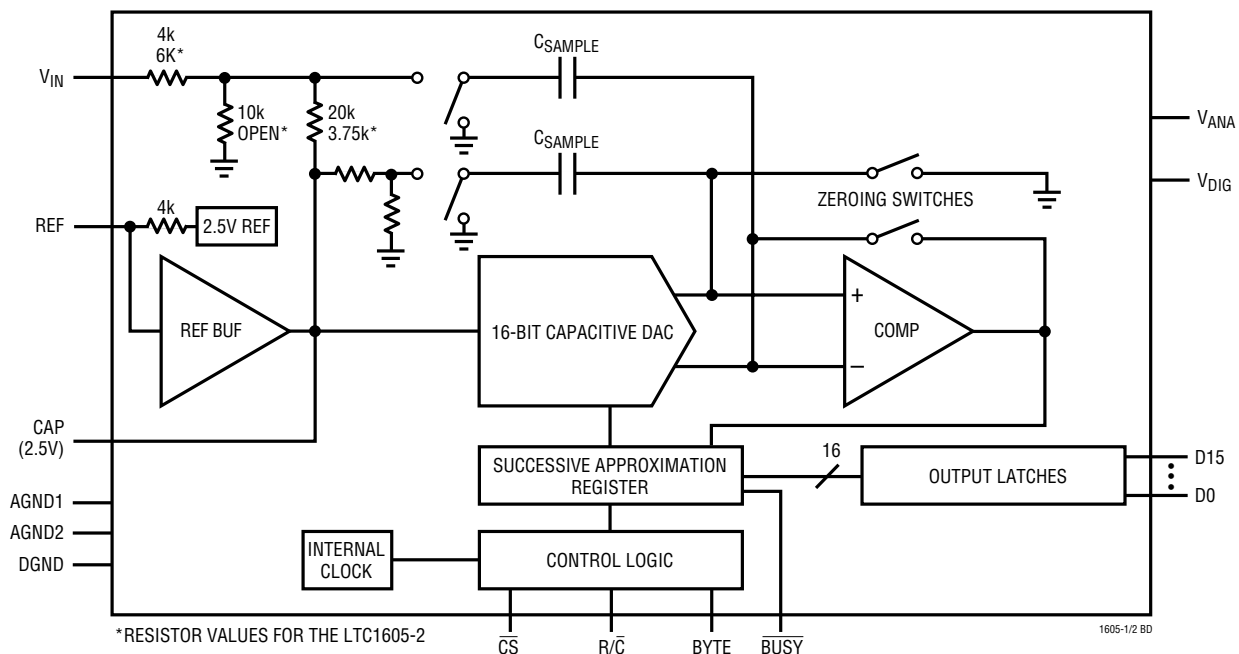 4k
6K*
V_IN
10k
OPEN*
20k
3.75k*
C_SAMPLE
C_SAMPLE
V_ANA
V_DIG
ZEROING SWITCHES
REF
4k
2.5V REF
REF BUF
16-BIT CAPACITIVE DAC
+
−
COMP
CAP
(2.5V)
AGND1
AGND2
DGND
SUCCESSIVE APPROXIMATION
REGISTER
16
OUTPUT LATCHES
D15
D0
INTERNAL
CLOCK
CONTROL LOGIC
*RESISTOR VALUES FOR THE LTC1605-2
C̅S̅
R/C̅
BYTE
B̅U̅S̅Y̅
1605-1/2 BD